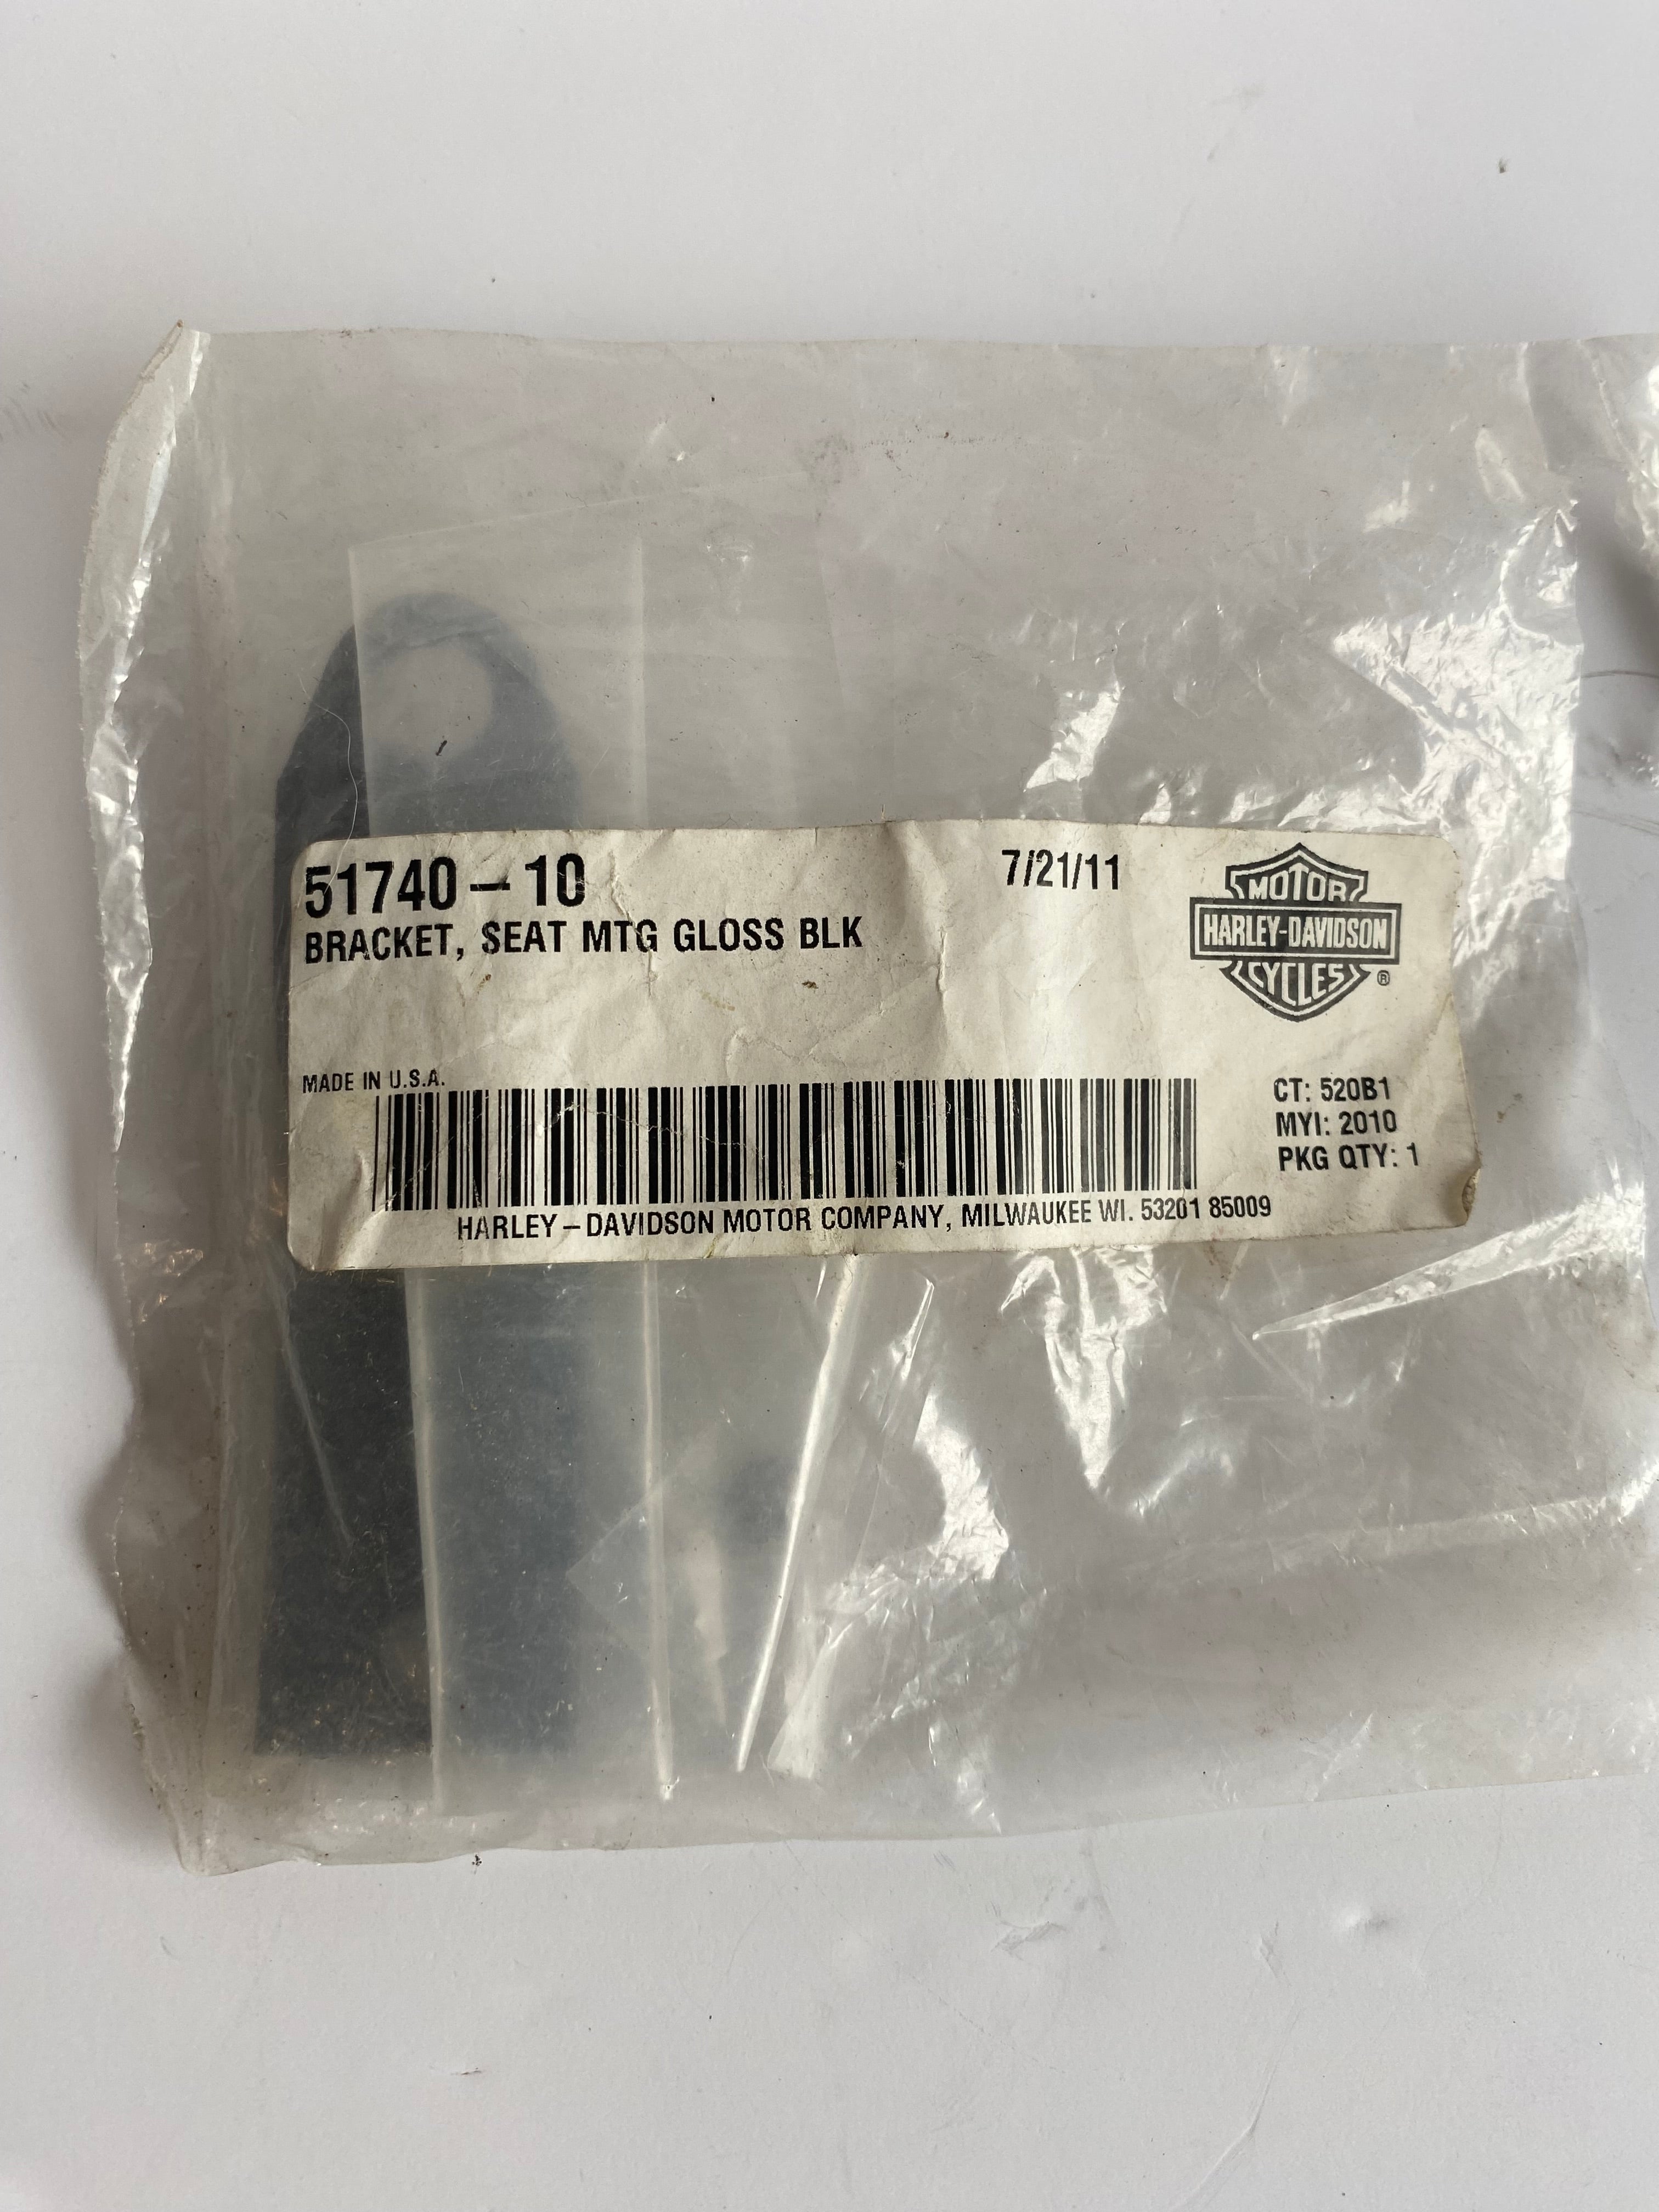 51740-10
7/21/11
BRACKET, SEAT MTG GLOSS BLK
MOTOR
HARLEY-DAVIDSON
CYCLES
®
MADE IN U.S.A.
CT: 520B1
MYI: 2010
PKG QTY: 1
HARLEY-DAVIDSON MOTOR COMPANY, MILWAUKEE WI. 53201 85009